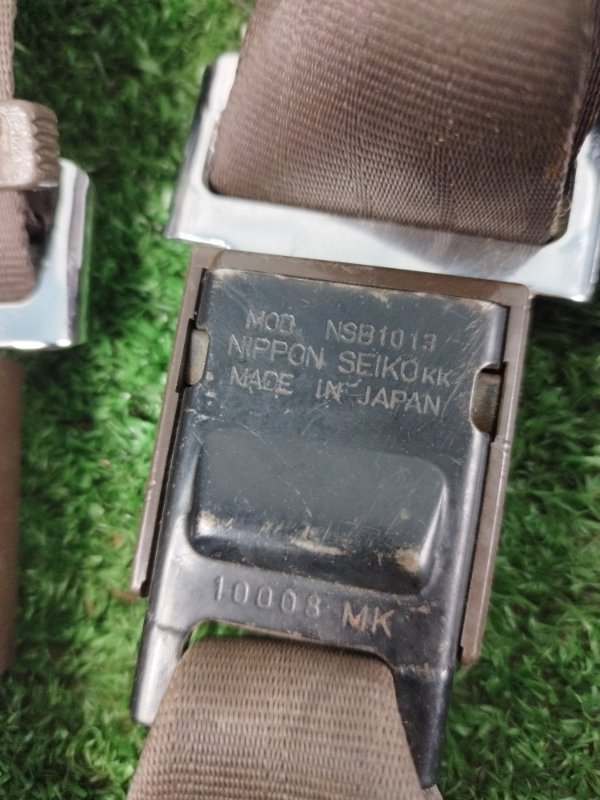 MOD. NSB1013
NIPPON SEIKO KK
MADE IN JAPAN
10008 MK